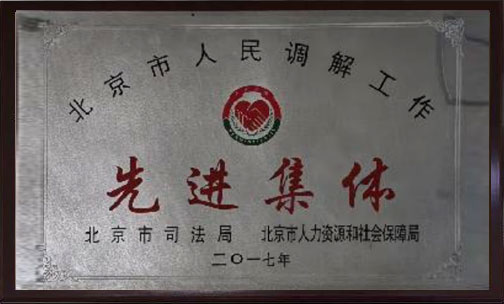 北京市人民调解工作
先进集体
北京市司法局 北京市人力资源和社会保障局
二〇一七年